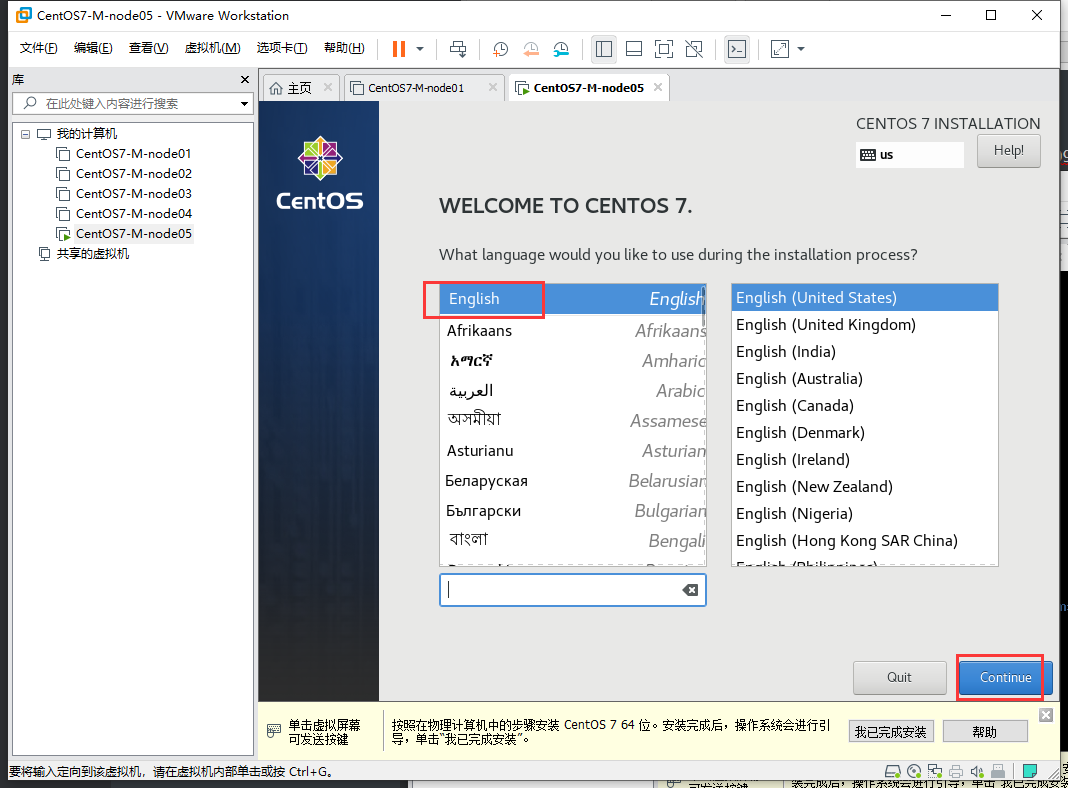 CentOS7-M-node05 - VMware Workstation
文件(F) 编辑(E) 查看(V) 虚拟机(M) 选项卡(T) 帮助(H)
库
在此处键入内容进行搜索
我的计算机
CentOS7-M-node01
CentOS7-M-node02
CentOS7-M-node03
CentOS7-M-node04
CentOS7-M-node05
共享的虚拟机
主页 CentOS7-M-node01 CentOS7-M-node05
CentOS
CENTOS 7 INSTALLATION
us Help!
WELCOME TO CENTOS 7.
What language would you like to use during the installation process?
English English
Afrikaans Afrikaans
አማርኛ Amharic
العربية Arabic
অসমীয়া Assamese
Asturianu Asturian
Беларуская Belarusian
Български Bulgarian
বাংলা Bengali
English (United States)
English (United Kingdom)
English (India)
English (Australia)
English (Canada)
English (Denmark)
English (Ireland)
English (New Zealand)
English (Nigeria)
English (Hong Kong SAR China)
English (Philippines)
Quit Continue
单击虚拟屏幕
可发送按键
按照在物理计算机中的步骤安装 CentOS 7 64 位。安装完成后，操作系统会进行引
导，单击“我已完成安装”。
我已完成安装 帮助
要将输入定向到该虚拟机，请在虚拟机内部单击或按 Ctrl+G。